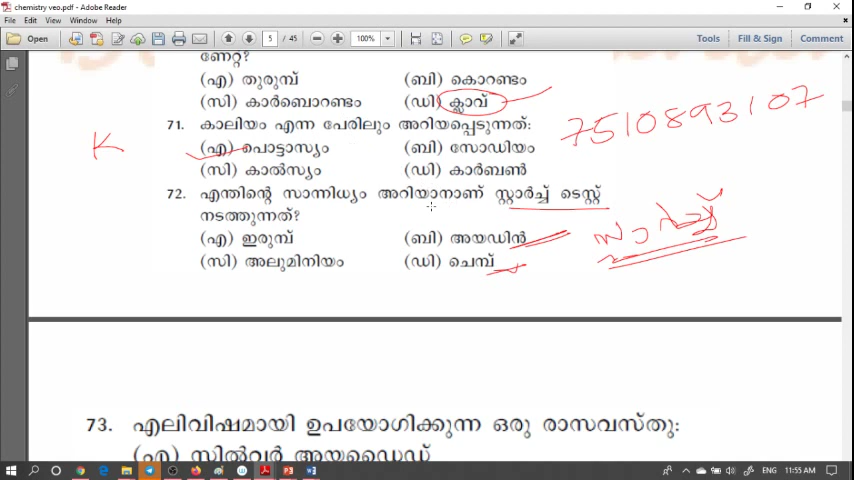 chemistry veo.pdf - Adobe Reader
File Edit View Window Help
Open 5 / 45 100% Tools Fill & Sign Comment
ണേറ്റ?
(എ) തുരുമ്പ് (ബി) കൊറണ്ടം
(സി) കാർബൊറണ്ടം (ഡി) ക്ലാവ്
71. കാലിയം എന്ന പേരിലും അറിയപ്പെടുന്നത്:
7510893107
K
(എ) പൊട്ടാസ്യം (ബി) സോഡിയം
(സി) കാൽസ്യം (ഡി) കാർബൺ
72. എന്തിന്റെ സാന്നിധ്യം അറിയാനാണ് സ്റ്റാർച്ച് ടെസ്റ്റ്
നടത്തുന്നത്?
(എ) ഇരുമ്പ് (ബി) അയഡിൻ
(സി) അലുമിനിയം (ഡി) ചെമ്പ്
73. എലിവിഷമായി ഉപയോഗിക്കുന്ന ഒരു രാസവസ്തു:
(എ) സിൽവർ അയഡൈഡ്
ENG 11:55 AM